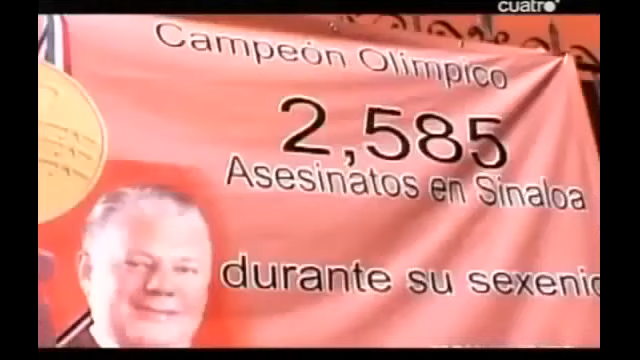 cuatro
Campeón Olímpico
2,585
Asesinatos en Sinaloa
durante su sexenio